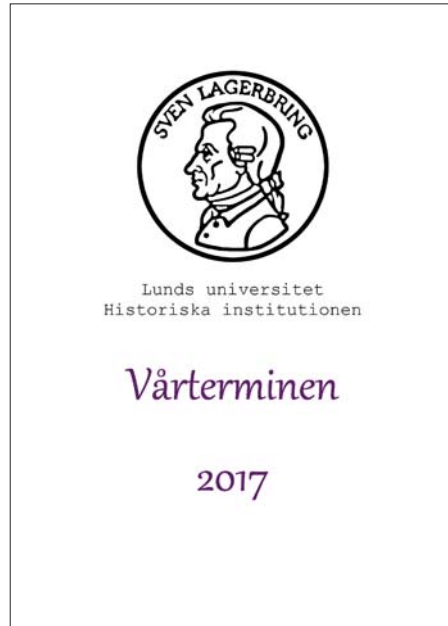 SVEN LAGERBRING
Lunds universitet
Historiska institutionen
Vårterminen
2017